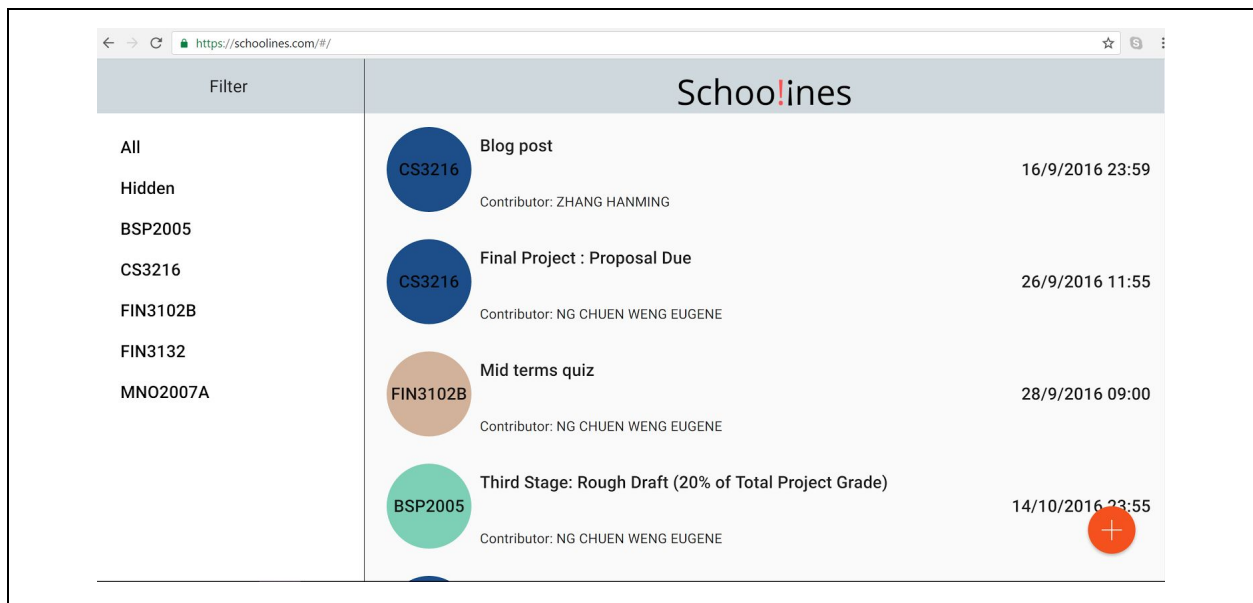 https://schoolines.com/#/
Filter
Schoo!ines
All
Hidden
BSP2005
CS3216
FIN3102B
FIN3132
MNO2007A
CS3216
Blog post
16/9/2016 23:59
Contributor: ZHANG HANMING
CS3216
Final Project : Proposal Due
26/9/2016 11:55
Contributor: NG CHUEN WENG EUGENE
FIN3102B
Mid terms quiz
28/9/2016 09:00
Contributor: NG CHUEN WENG EUGENE
BSP2005
Third Stage: Rough Draft (20% of Total Project Grade)
14/10/2016 23:55
Contributor: NG CHUEN WENG EUGENE